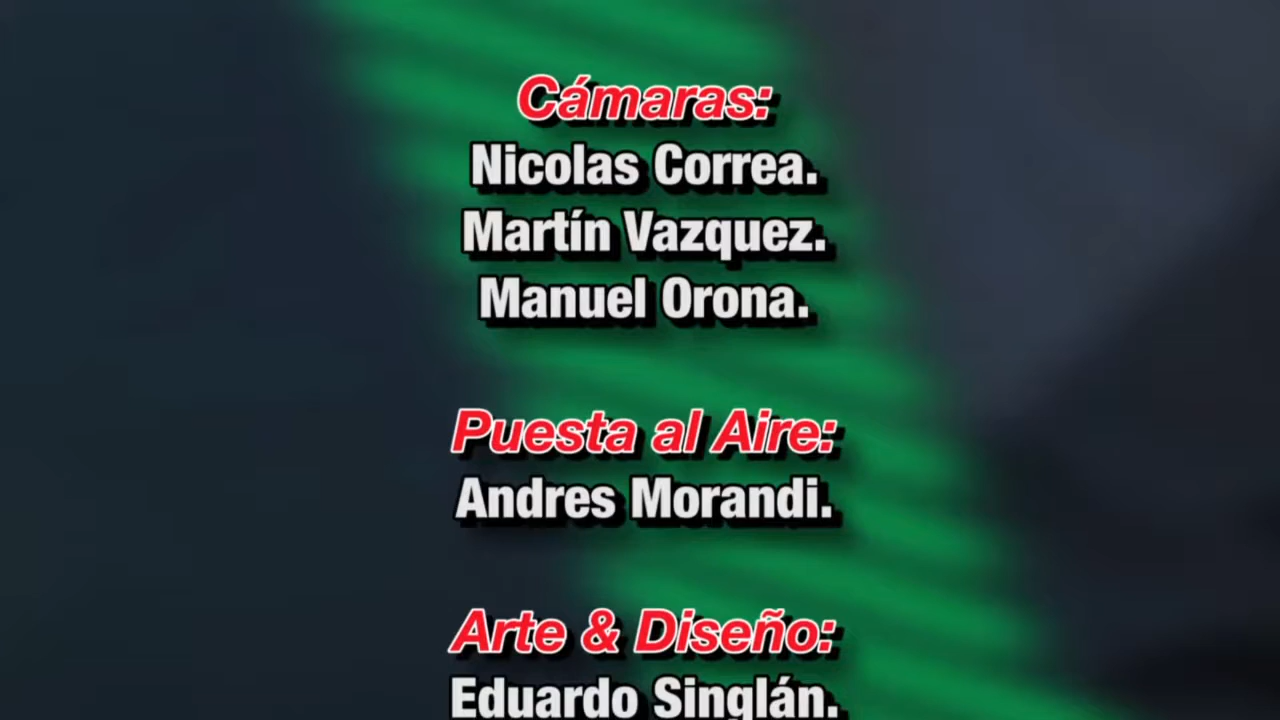 Cámaras:
Nicolas Correa.
Martín Vazquez.
Manuel Orona.
Puesta al Aire:
Andres Morandi.
Arte & Diseño:
Eduardo Singlán.